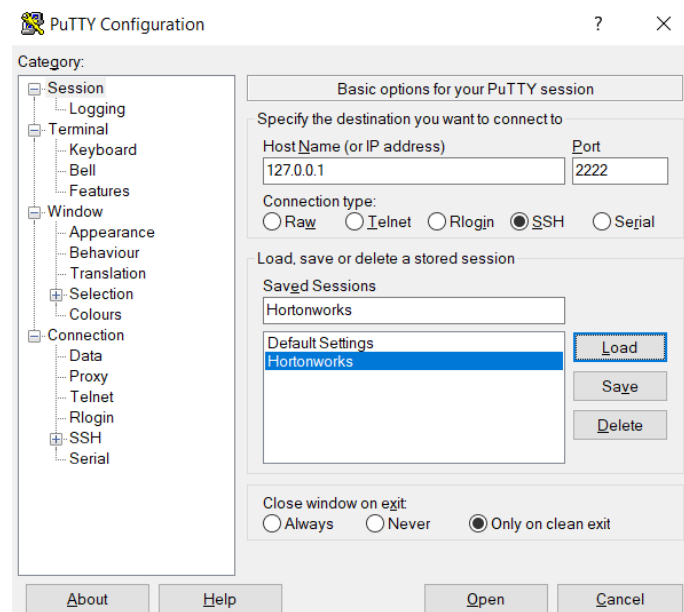 PuTTY Configuration
?
Category:
Session
Logging
Terminal
Keyboard
Bell
Features
Window
Appearance
Behaviour
Translation
Selection
Colours
Connection
Data
Proxy
Telnet
Rlogin
SSH
Serial
Basic options for your PuTTY session
Specify the destination you want to connect to
Host Name (or IP address) Port
127.0.0.1 2222
Connection type:
Raw Telnet Rlogin SSH Serial
Load, save or delete a stored session
Saved Sessions
Hortonworks
Default Settings
Hortonworks
Load
Save
Delete
Close window on exit:
Always Never Only on clean exit
About Help Open Cancel